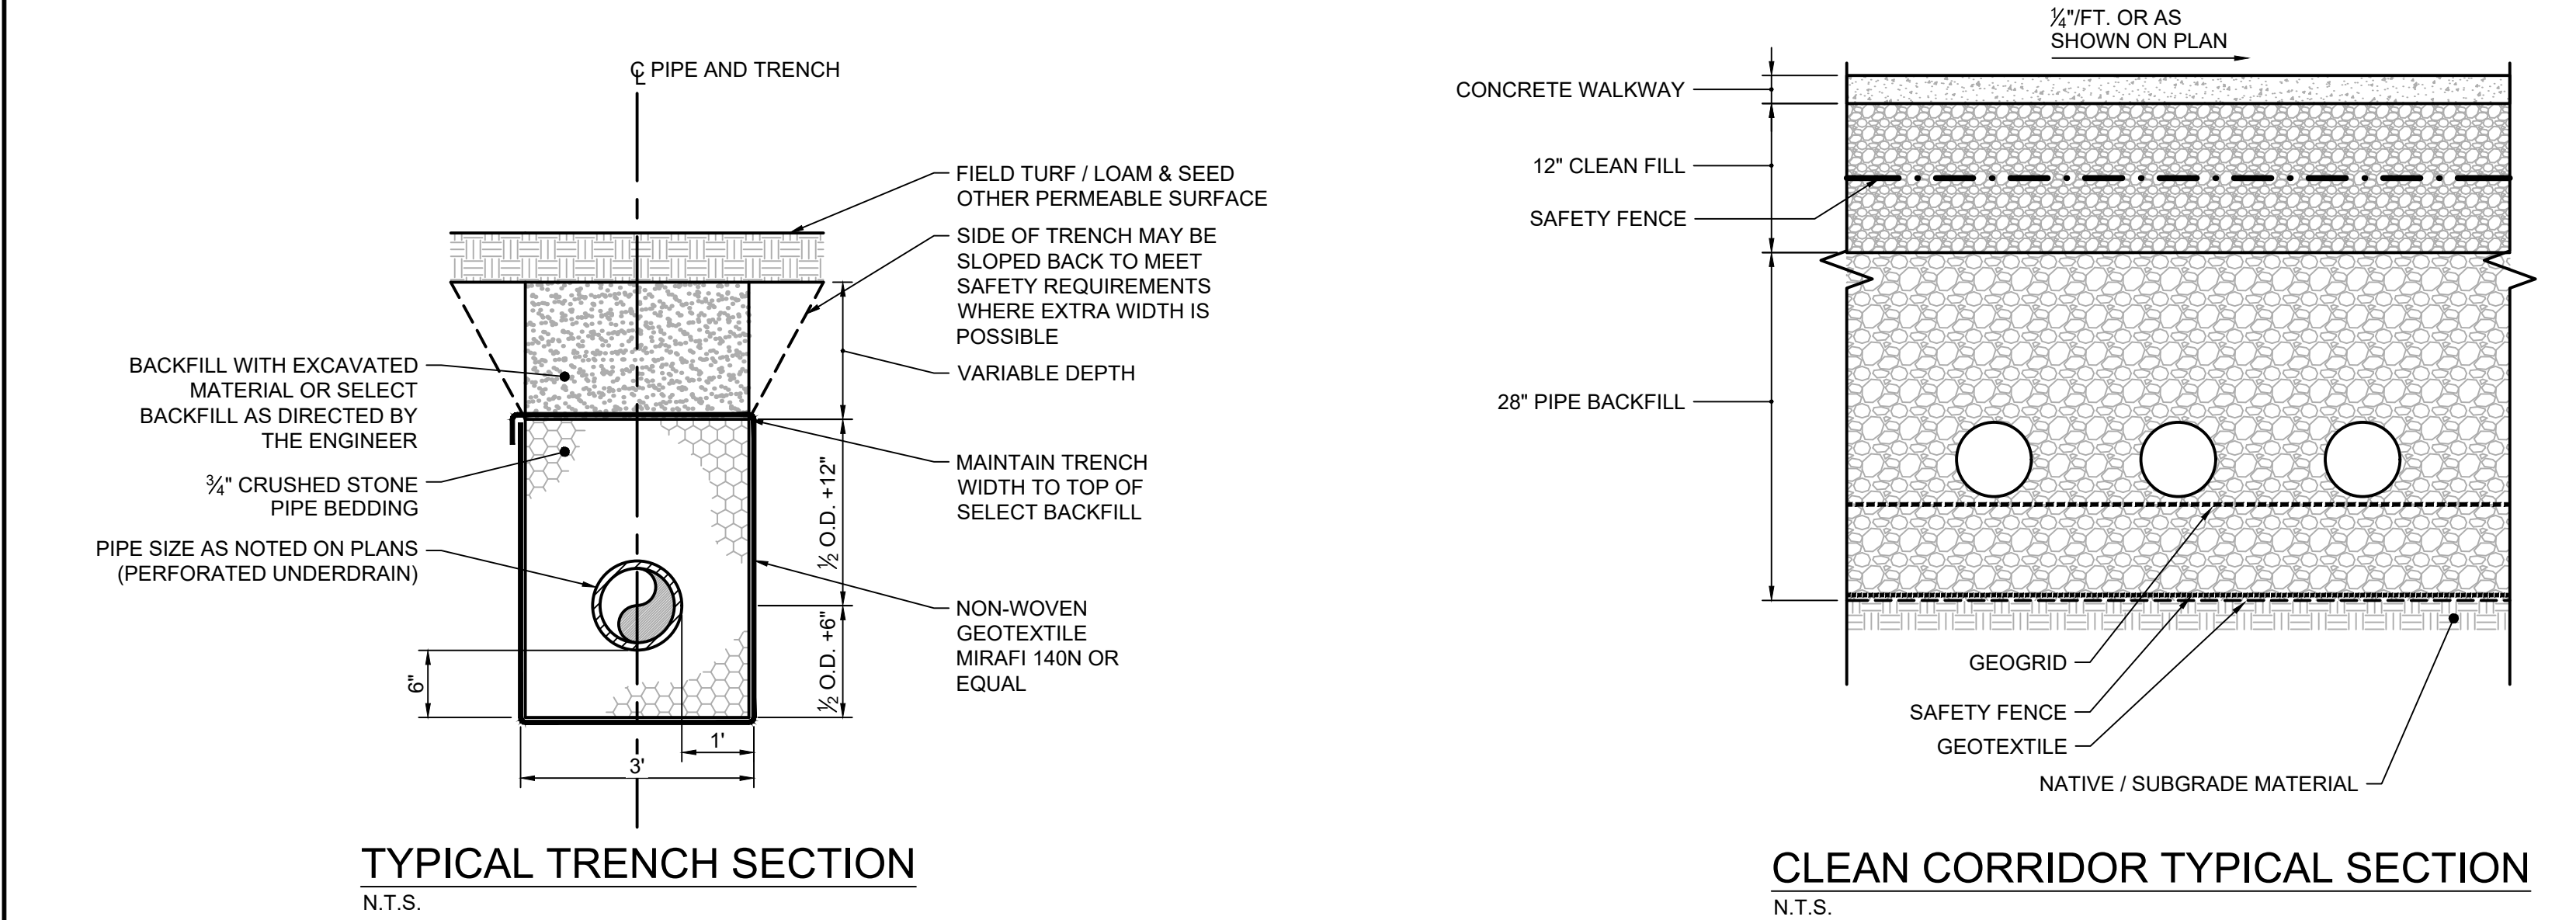 ℄ PIPE AND TRENCH
FIELD TURF / LOAM & SEED
OTHER PERMEABLE SURFACE
SIDE OF TRENCH MAY BE
SLOPED BACK TO MEET
SAFETY REQUIREMENTS
WHERE EXTRA WIDTH IS
POSSIBLE
VARIABLE DEPTH
BACKFILL WITH EXCAVATED
MATERIAL OR SELECT
BACKFILL AS DIRECTED BY
THE ENGINEER
¾" CRUSHED STONE
PIPE BEDDING
PIPE SIZE AS NOTED ON PLANS
(PERFORATED UNDERDRAIN)
MAINTAIN TRENCH
WIDTH TO TOP OF
SELECT BACKFILL
NON-WOVEN
GEOTEXTILE
MIRAFI 140N OR
EQUAL
½ O.D. +12"
½ O.D. +6"
6"
1'
3'
TYPICAL TRENCH SECTION
N.T.S.
¼"/FT. OR AS
SHOWN ON PLAN
CONCRETE WALKWAY
12" CLEAN FILL
SAFETY FENCE
28" PIPE BACKFILL
GEOGRID
SAFETY FENCE
GEOTEXTILE
NATIVE / SUBGRADE MATERIAL
CLEAN CORRIDOR TYPICAL SECTION
N.T.S.